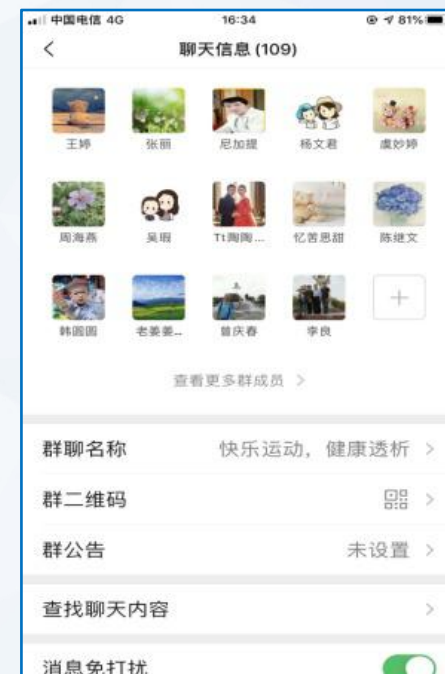 中国电信 4G 16:34 81%
聊天信息 (109)
王婷 张丽 尼加提 杨文君 虞妙婷
周海燕 吴瑕 Tt陶陶... 忆苦思甜 陈继文
韩圆圆 老姜姜... 曾庆春 李良
查看更多群成员 >
群聊名称 快乐运动，健康透析 >
群二维码 >
群公告 未设置 >
查找聊天内容 >
消息免打扰